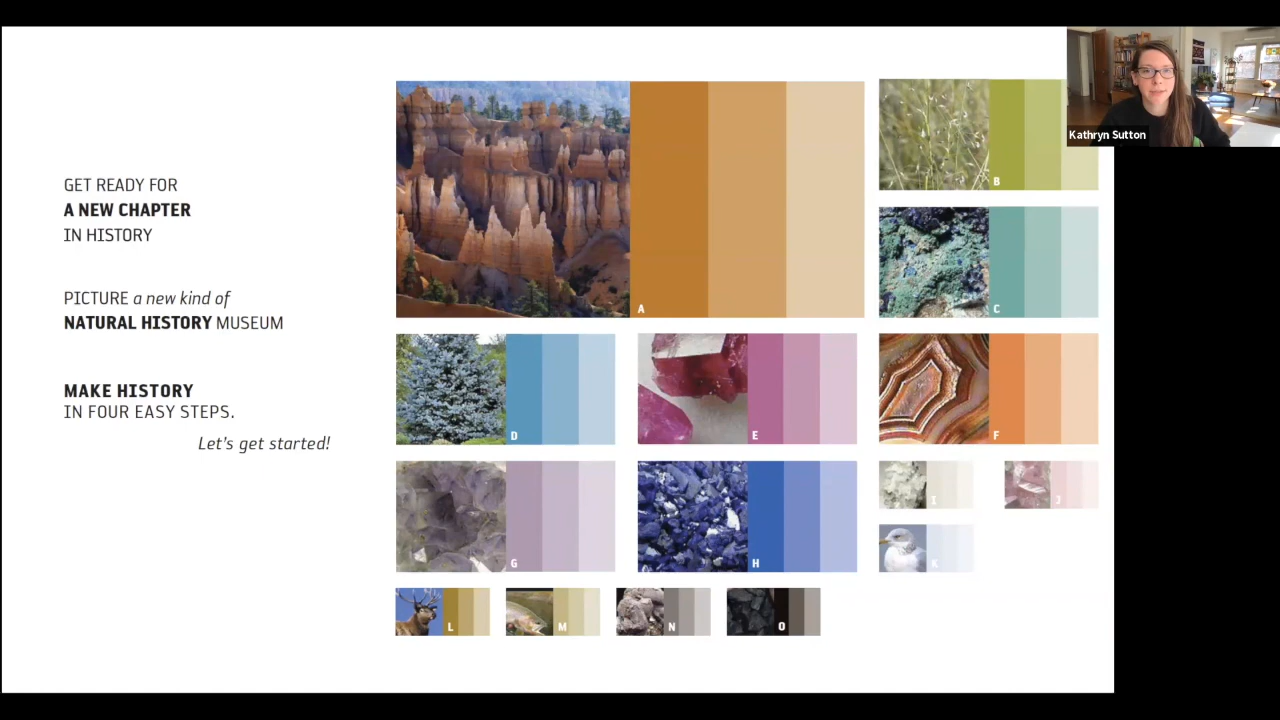 GET READY FOR
A NEW CHAPTER
IN HISTORY
PICTURE a new kind of
NATURAL HISTORY MUSEUM
MAKE HISTORY
IN FOUR EASY STEPS.
Let's get started!
A
B
C
D
E
F
G
H
I
J
K
L
M
N
O
Kathryn Sutton